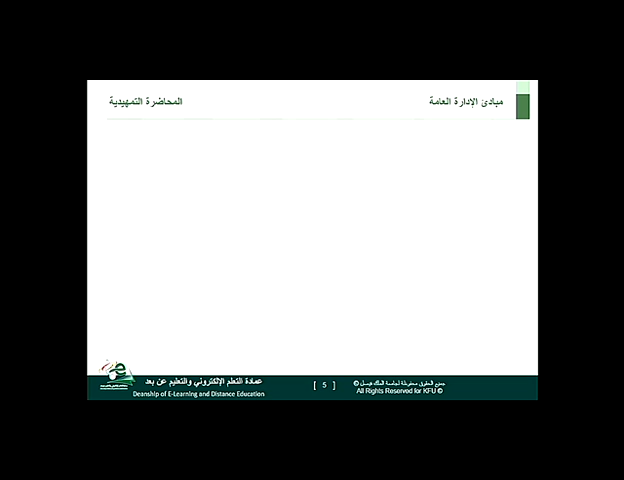 مبادئ الإدارة العامة
المحاضرة التمهيدية
عمادة التعلم الإلكتروني والتعليم عن بعد
Deanship of E-Learning and Distance Education
[ 5 ]
جميع الحقوق محفوظة لجامعة الملك فيصل ©
All Rights Reserved for KFU ©